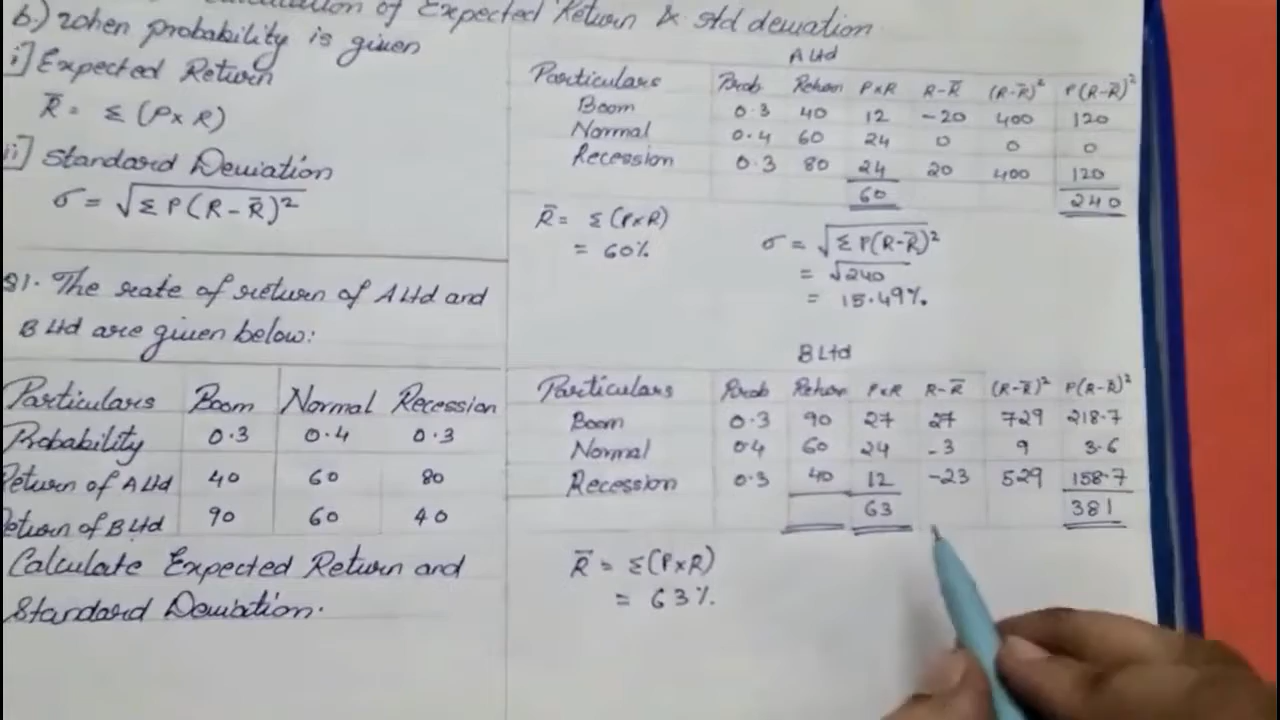 of Expected Return & Std deviation
b.) when probability is given
i] Expected Return
R̄ = Σ (P×R)
ii] Standard Deviation
σ = √Σ P(R-R̄)²
Q1. The rate of return of A Ltd and
B Ltd are given below:
Particulars Boom Normal Recession
Probability 0.3 0.4 0.3
Return of A Ltd 40 60 80
Return of B Ltd 90 60 40
Calculate Expected Return and
Standard Deviation.
A Ltd
Particulars Prob Return P×R R-R̄ (R-R̄)² P(R-R̄)²
Boom 0.3 40 12 -20 400 120
Normal 0.4 60 24 0 0 0
Recession 0.3 80 24 20 400 120
60 240
R̄ = Σ (P×R)
= 60%
σ = √Σ P(R-R̄)²
= √240
= 15.49%
B Ltd
Particulars Prob Return P×R R-R̄ (R-R̄)² P(R-R̄)²
Boom 0.3 90 27 27 729 218.7
Normal 0.4 60 24 -3 9 3.6
Recession 0.3 40 12 -23 529 158.7
63 381
R̄ = Σ(P×R)
= 63%